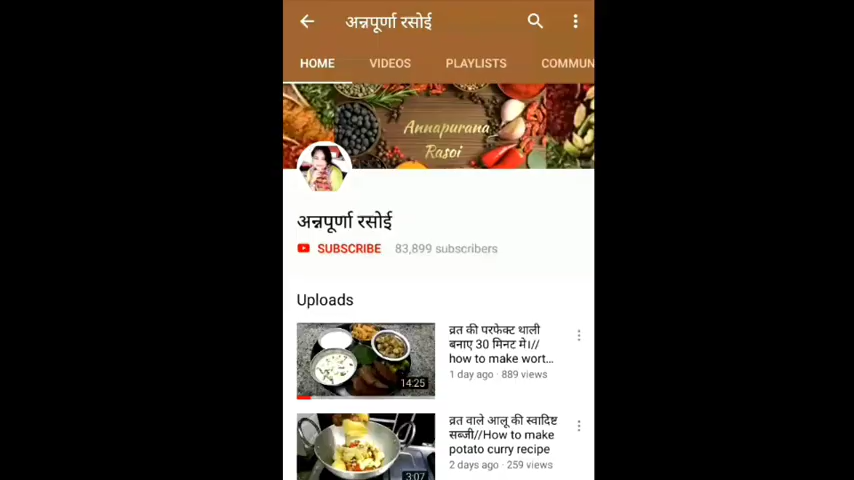 अन्नपूर्णा रसोई
HOME VIDEOS PLAYLISTS COMMUN
Annapurana
Rasoi
अन्नपूर्णा रसोई
SUBSCRIBE 83,899 subscribers
Uploads
व्रत की परफेक्ट थाली
बनाए 30 मिनट मे।//
how to make wort...
1 day ago · 889 views
14:25
व्रत वाले आलू की स्वादिष्ट
सब्जी//How to make
potato curry recipe
2 days ago · 259 views
3:07